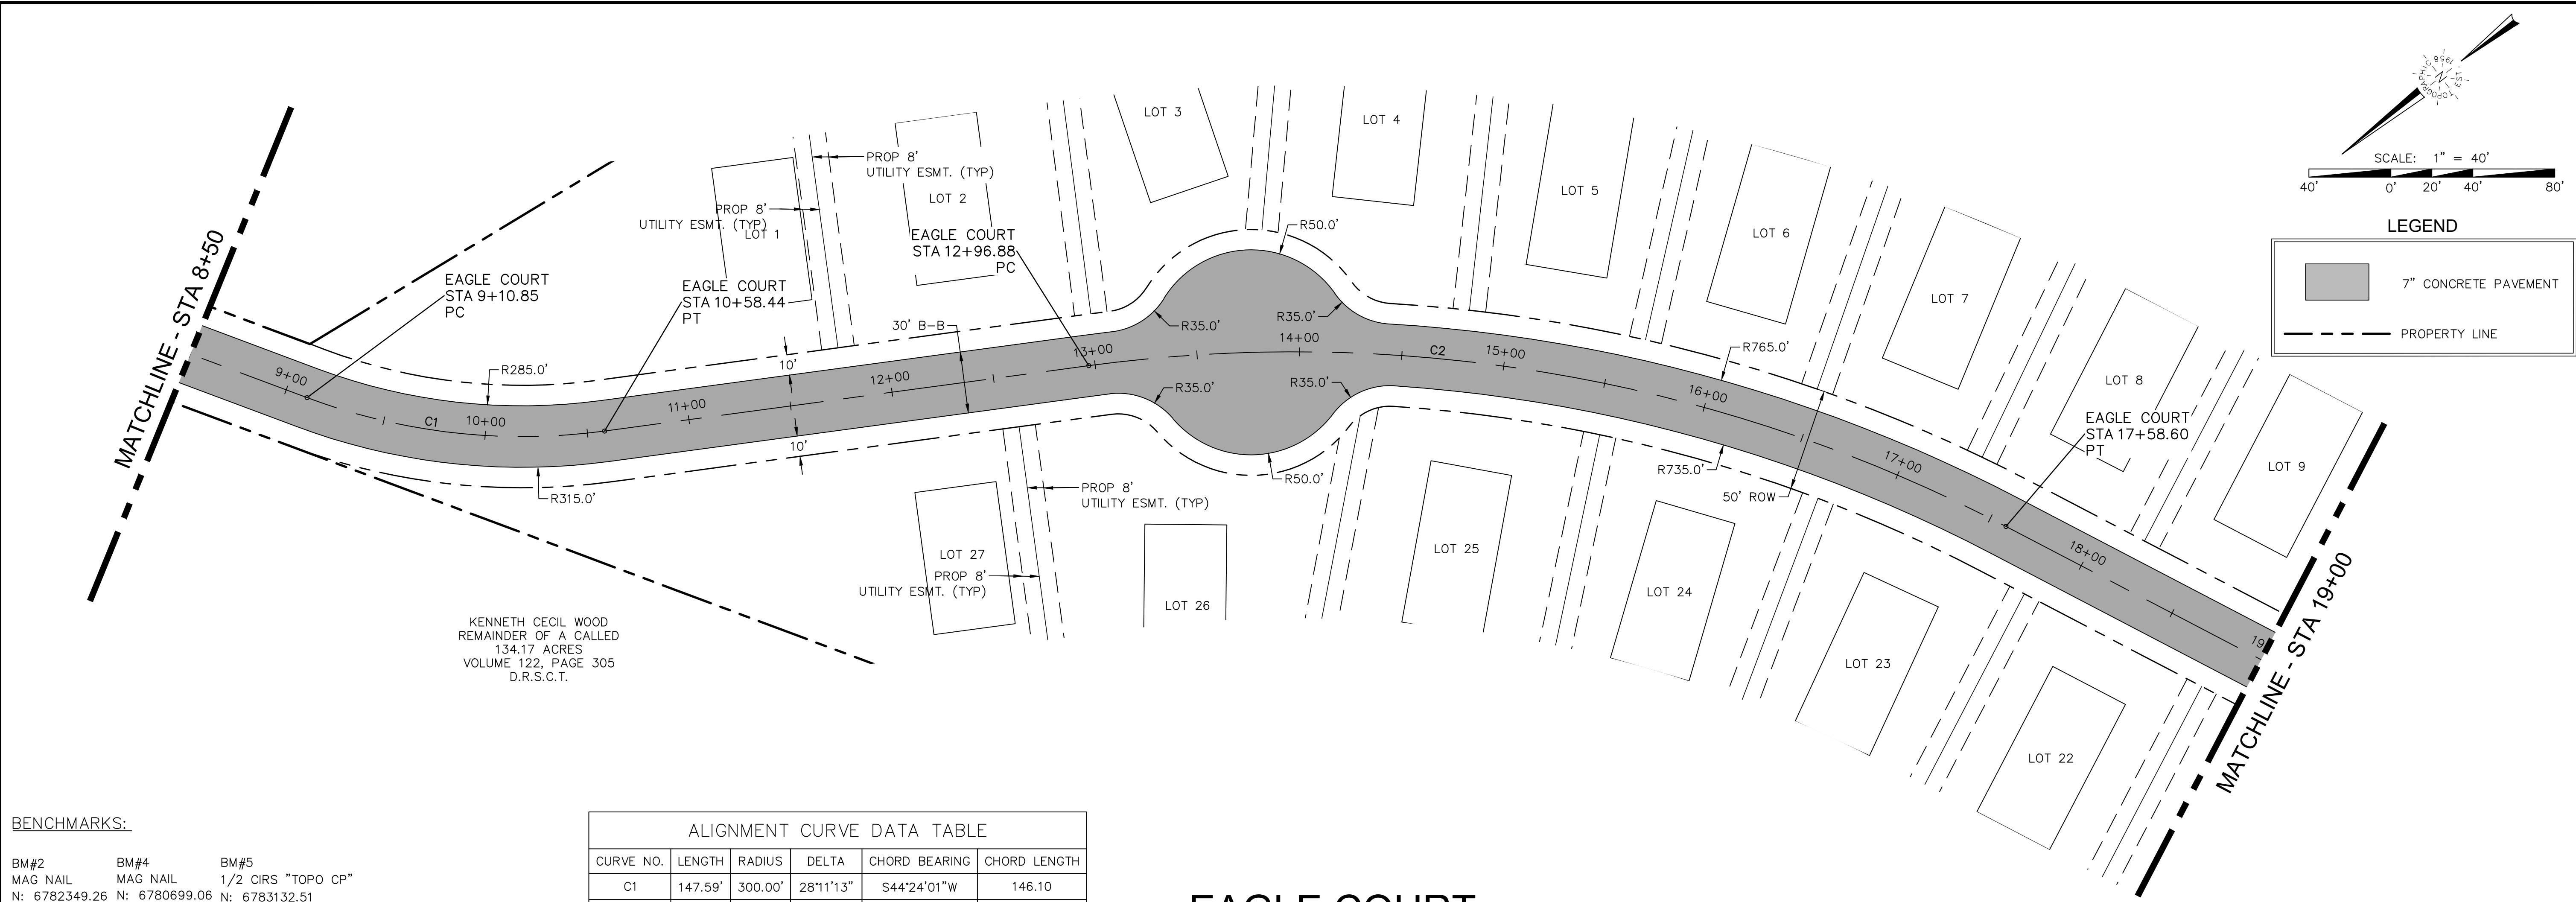 MATCHLINE - STA 8+50
EAGLE COURT
STA 9+10.85
PC
9+00
C1
10+00
R285.0'
R315.0'
EAGLE COURT
STA 10+58.44
PT
11+00
PROP 8'
UTILITY ESMT. (TYP)
LOT 1
PROP 8'
UTILITY ESMT. (TYP)
LOT 2
EAGLE COURT
STA 12+96.88
PC
10'
10'
30' B-B
12+00
13+00
LOT 3
LOT 4
LOT 5
LOT 6
LOT 7
LOT 8
LOT 9
R50.0'
R35.0'
R35.0'
R35.0'
R35.0'
R50.0'
14+00
C2
15+00
R765.0'
16+00
R735.0'
50' ROW
17+00
EAGLE COURT
STA 17+58.60
PT
18+00
19
MATCHLINE - STA 19+00
PROP 8'
UTILITY ESMT. (TYP)
LOT 27
PROP 8'
UTILITY ESMT. (TYP)
LOT 26
LOT 25
LOT 24
LOT 23
LOT 22
KENNETH CECIL WOOD
REMAINDER OF A CALLED
134.17 ACRES
VOLUME 122, PAGE 305
D.R.S.C.T.
TOPOGRAPHIC
EST. 1958
N
SCALE: 1" = 40'
40' 0' 20' 40' 80'
LEGEND
7" CONCRETE PAVEMENT
PROPERTY LINE
BENCHMARKS:
BM#2 BM#4 BM#5
MAG NAIL MAG NAIL 1/2 CIRS "TOPO CP"
N: 6782349.26 N: 6780699.06 N: 6783132.51
ALIGNMENT CURVE DATA TABLE
CURVE NO. LENGTH RADIUS DELTA CHORD BEARING CHORD LENGTH
C1 147.59' 300.00' 28°11'13" S44°24'01"W 146.10
EAGLE COURT